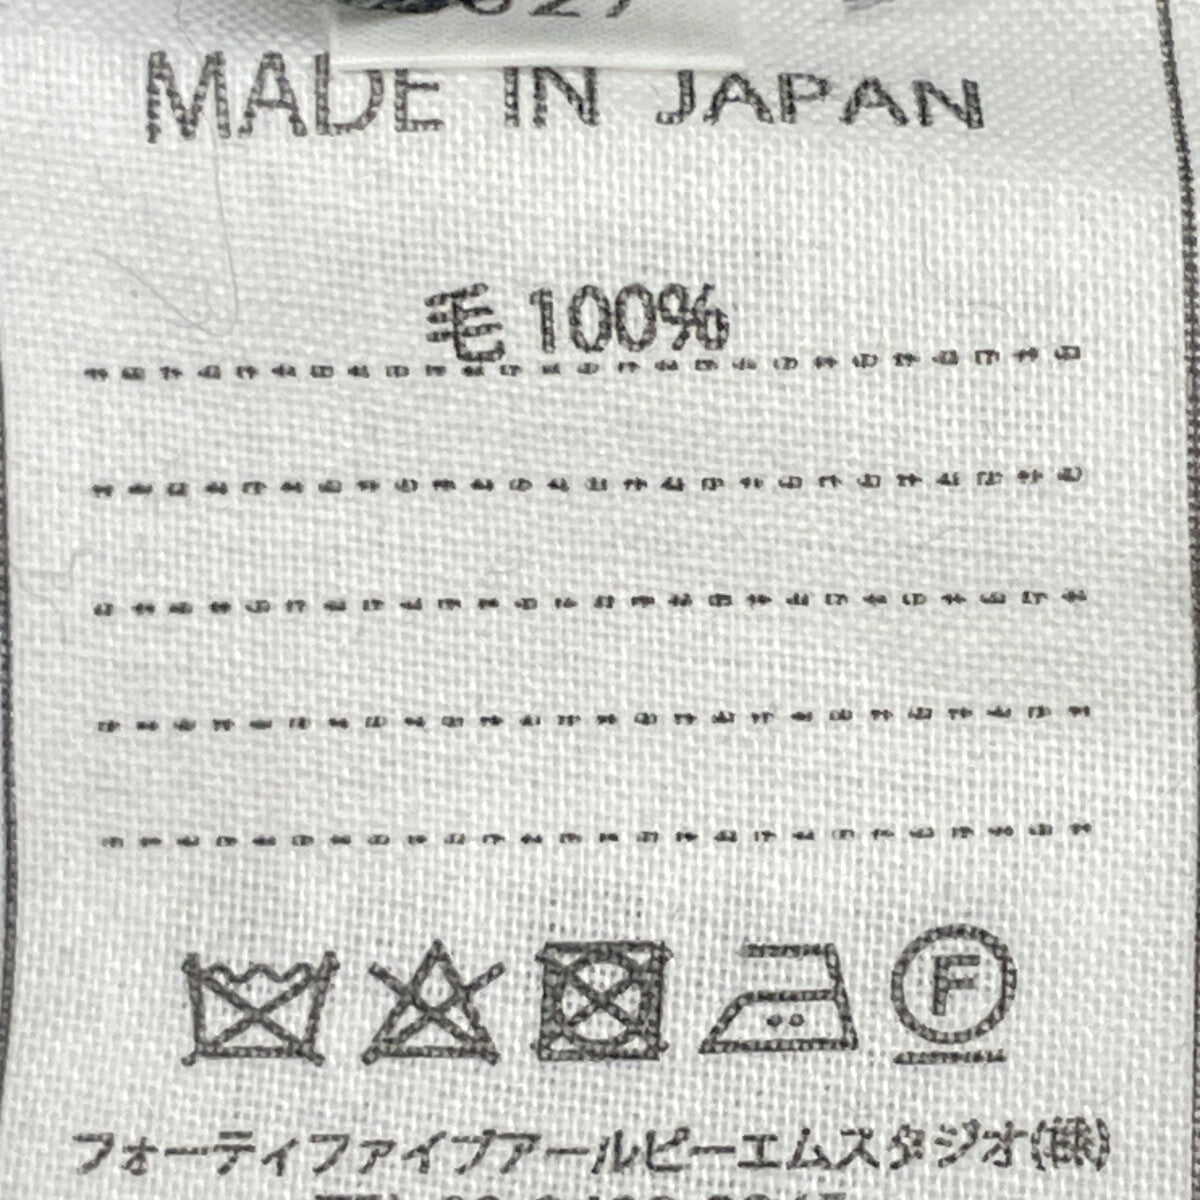 MADE IN JAPAN
毛 100%
F
フォーティファイブアールピーエムスタジオ(株)